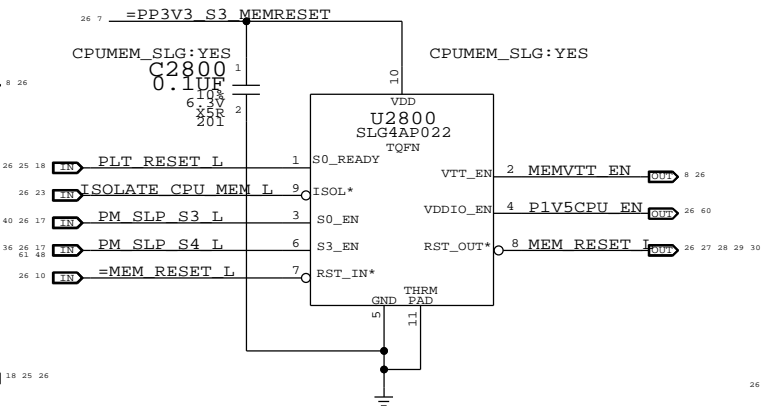 26 7 =PP3V3_S3_MEMRESET
CPUMEM_SLG:YES
CPUMEM_SLG:YES
C2800
0.1UF
10%
6.3V
X5R
201
1
2
8 26
10
VDD
U2800
SLG4AP022
TQFN
26 25 18 IN PLT_RESET_L 1 S0_READY
VTT_EN 2 MEMVTT_EN OUT 8 26
26 23 IN ISOLATE_CPU_MEM_L 9 ISOL*
40 26 17 IN PM_SLP_S3_L 3 S0_EN
VDDIO_EN 4 P1V5CPU_EN OUT 26 60
36 26 17
61 48
IN PM_SLP_S4_L 6 S3_EN
RST_OUT* 8 MEM_RESET_L OUT 26 27 28 29 30
26 10 IN =MEM_RESET_L 7 RST_IN*
GND
THRM
PAD
5
11
18 25 26
26